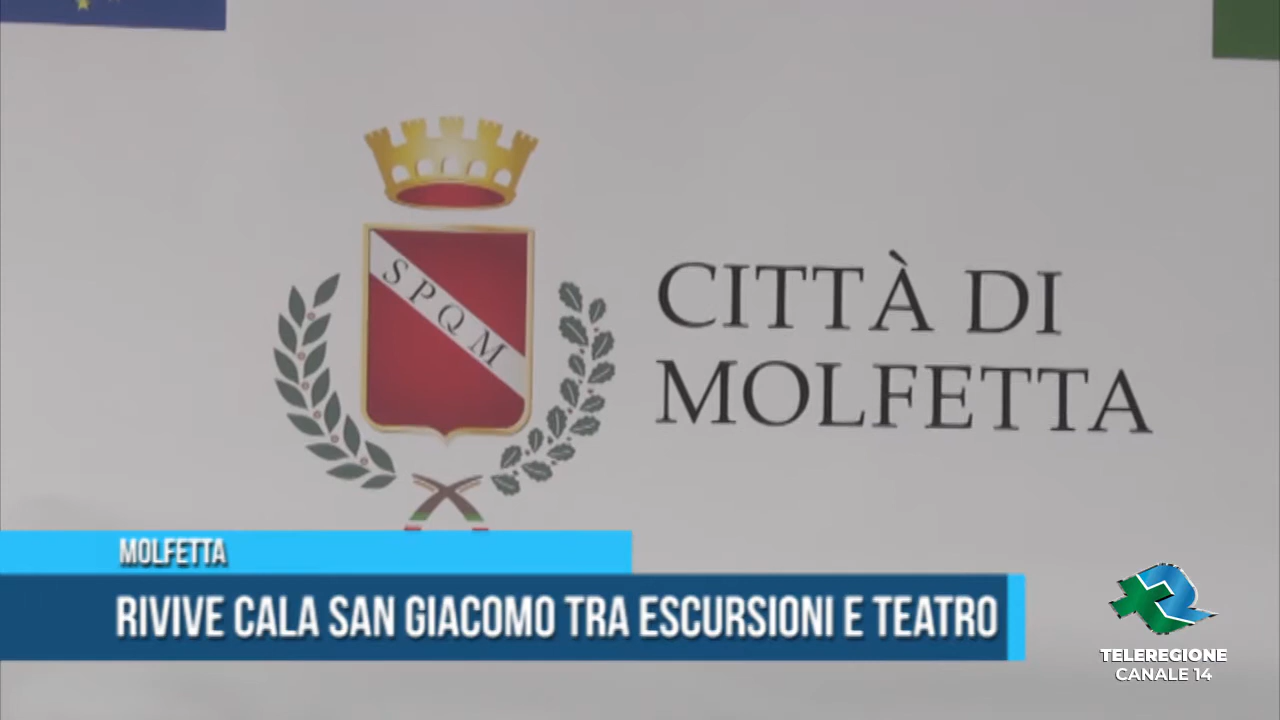 SPQM
CITTÀ DI
MOLFETTA
MOLFETTA
RIVIVE CALA SAN GIACOMO TRA ESCURSIONI E TEATRO
TELEREGIONE
CANALE 14